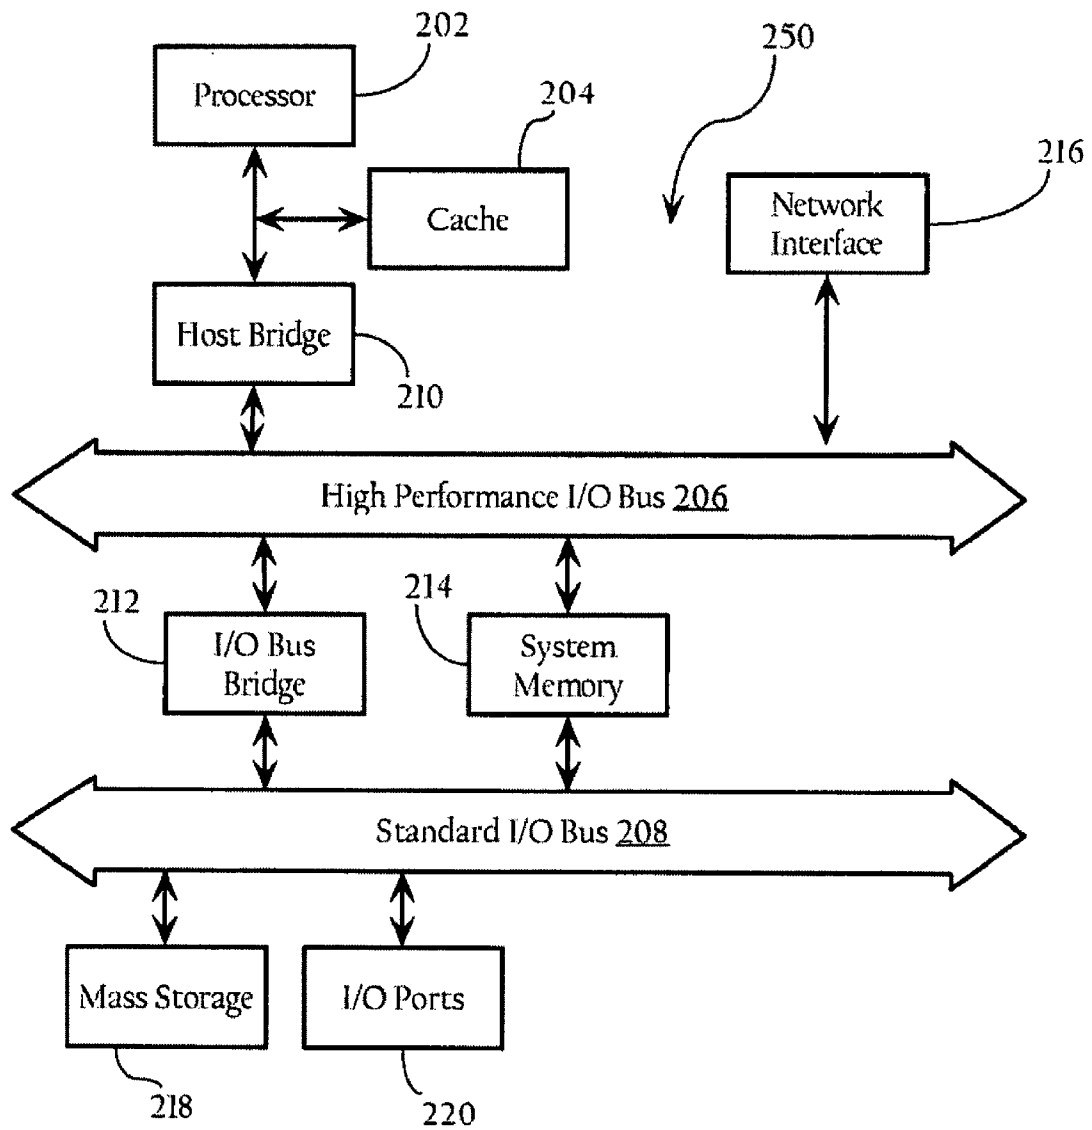 202
250
Processor
204
216
Cache
Network
Interface
Host Bridge
210
High Performance I/O Bus 206
212
214
I/O Bus
Bridge
System
Memory
Standard I/O Bus 208
Mass Storage
I/O Ports
218
220